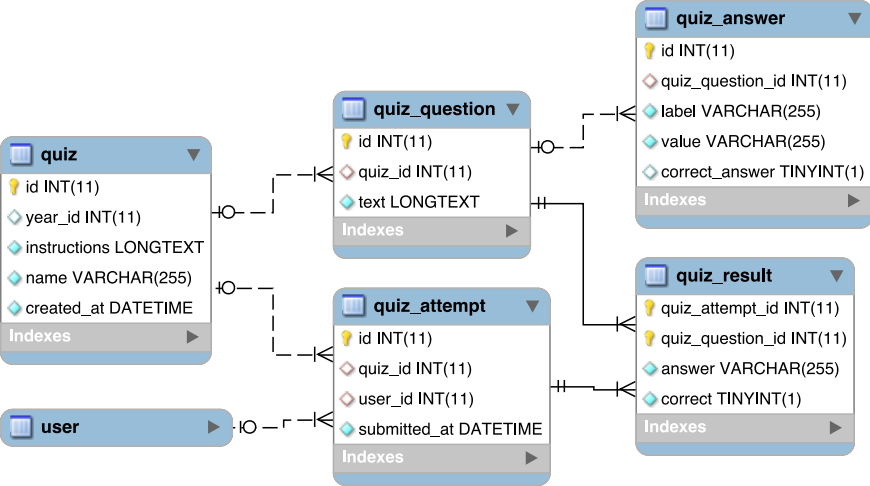 quiz
id INT(11)
year_id INT(11)
instructions LONGTEXT
name VARCHAR(255)
created_at DATETIME
Indexes
user
quiz_question
id INT(11)
quiz_id INT(11)
text LONGTEXT
Indexes
quiz_attempt
id INT(11)
quiz_id INT(11)
user_id INT(11)
submitted_at DATETIME
Indexes
quiz_answer
id INT(11)
quiz_question_id INT(11)
label VARCHAR(255)
value VARCHAR(255)
correct_answer TINYINT(1)
Indexes
quiz_result
quiz_attempt_id INT(11)
quiz_question_id INT(11)
answer VARCHAR(255)
correct TINYINT(1)
Indexes